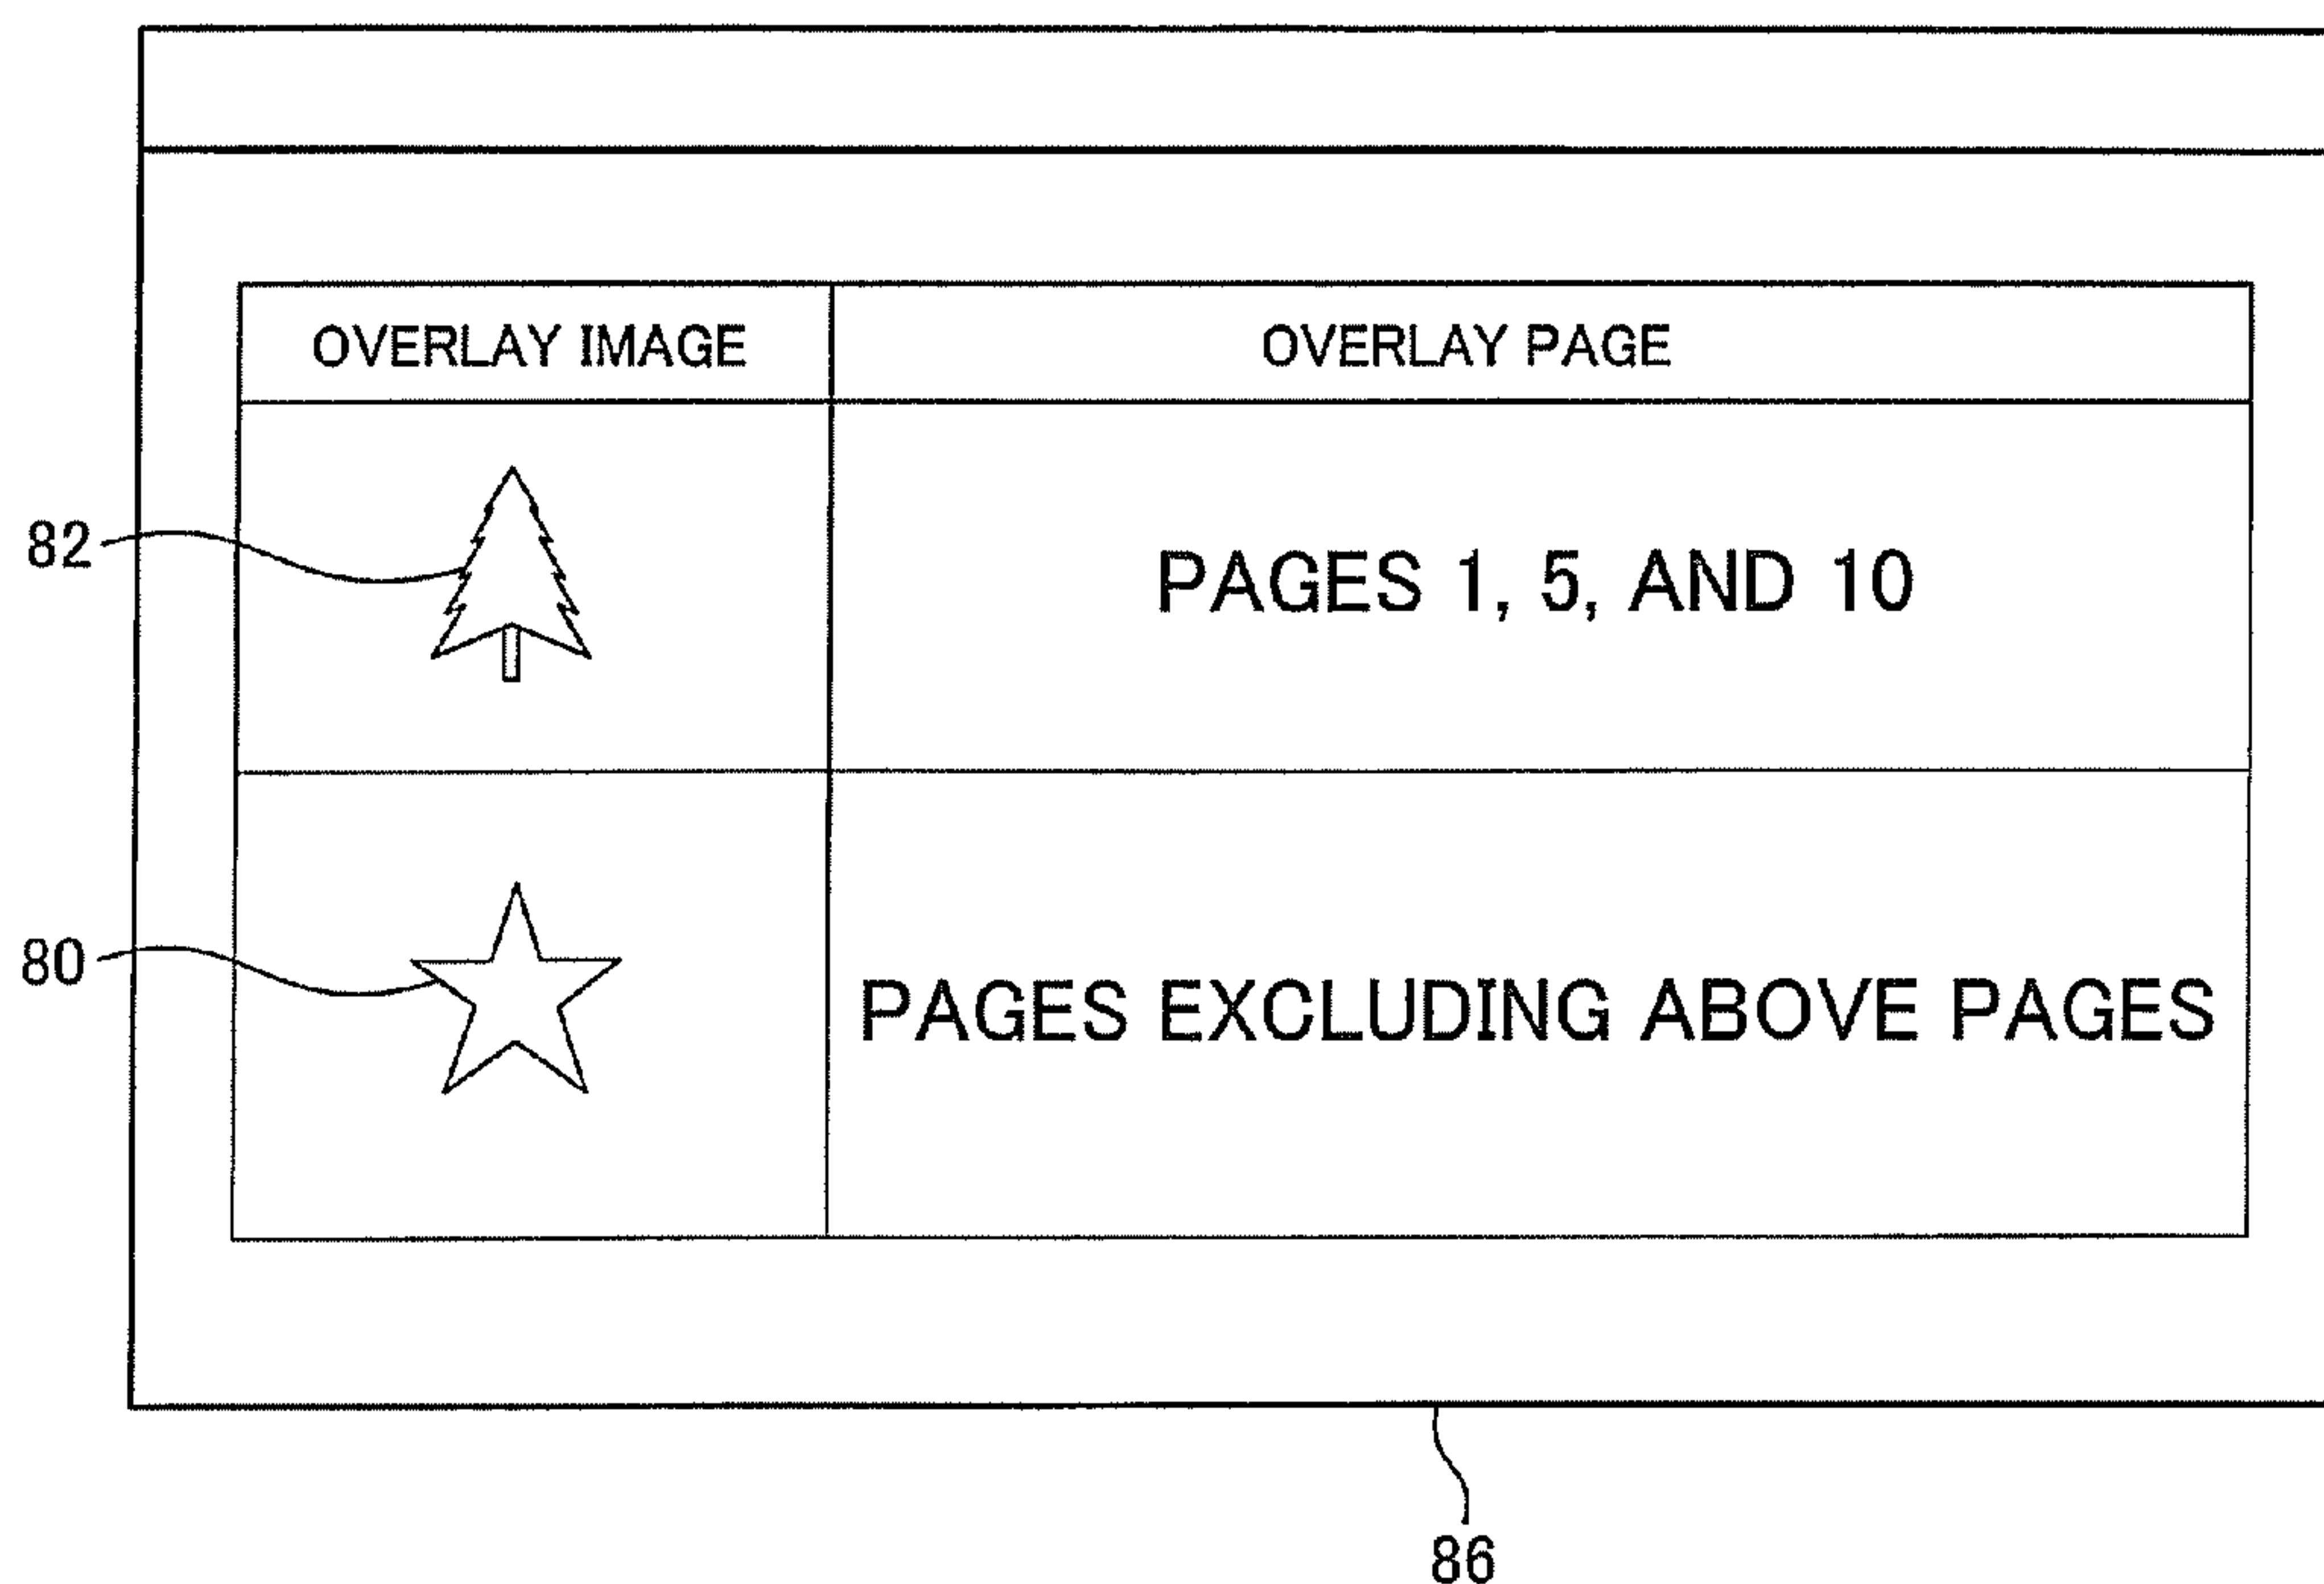 OVERLAY IMAGE OVERLAY PAGE
82 PAGES 1, 5, AND 10
80 PAGES EXCLUDING ABOVE PAGES
86